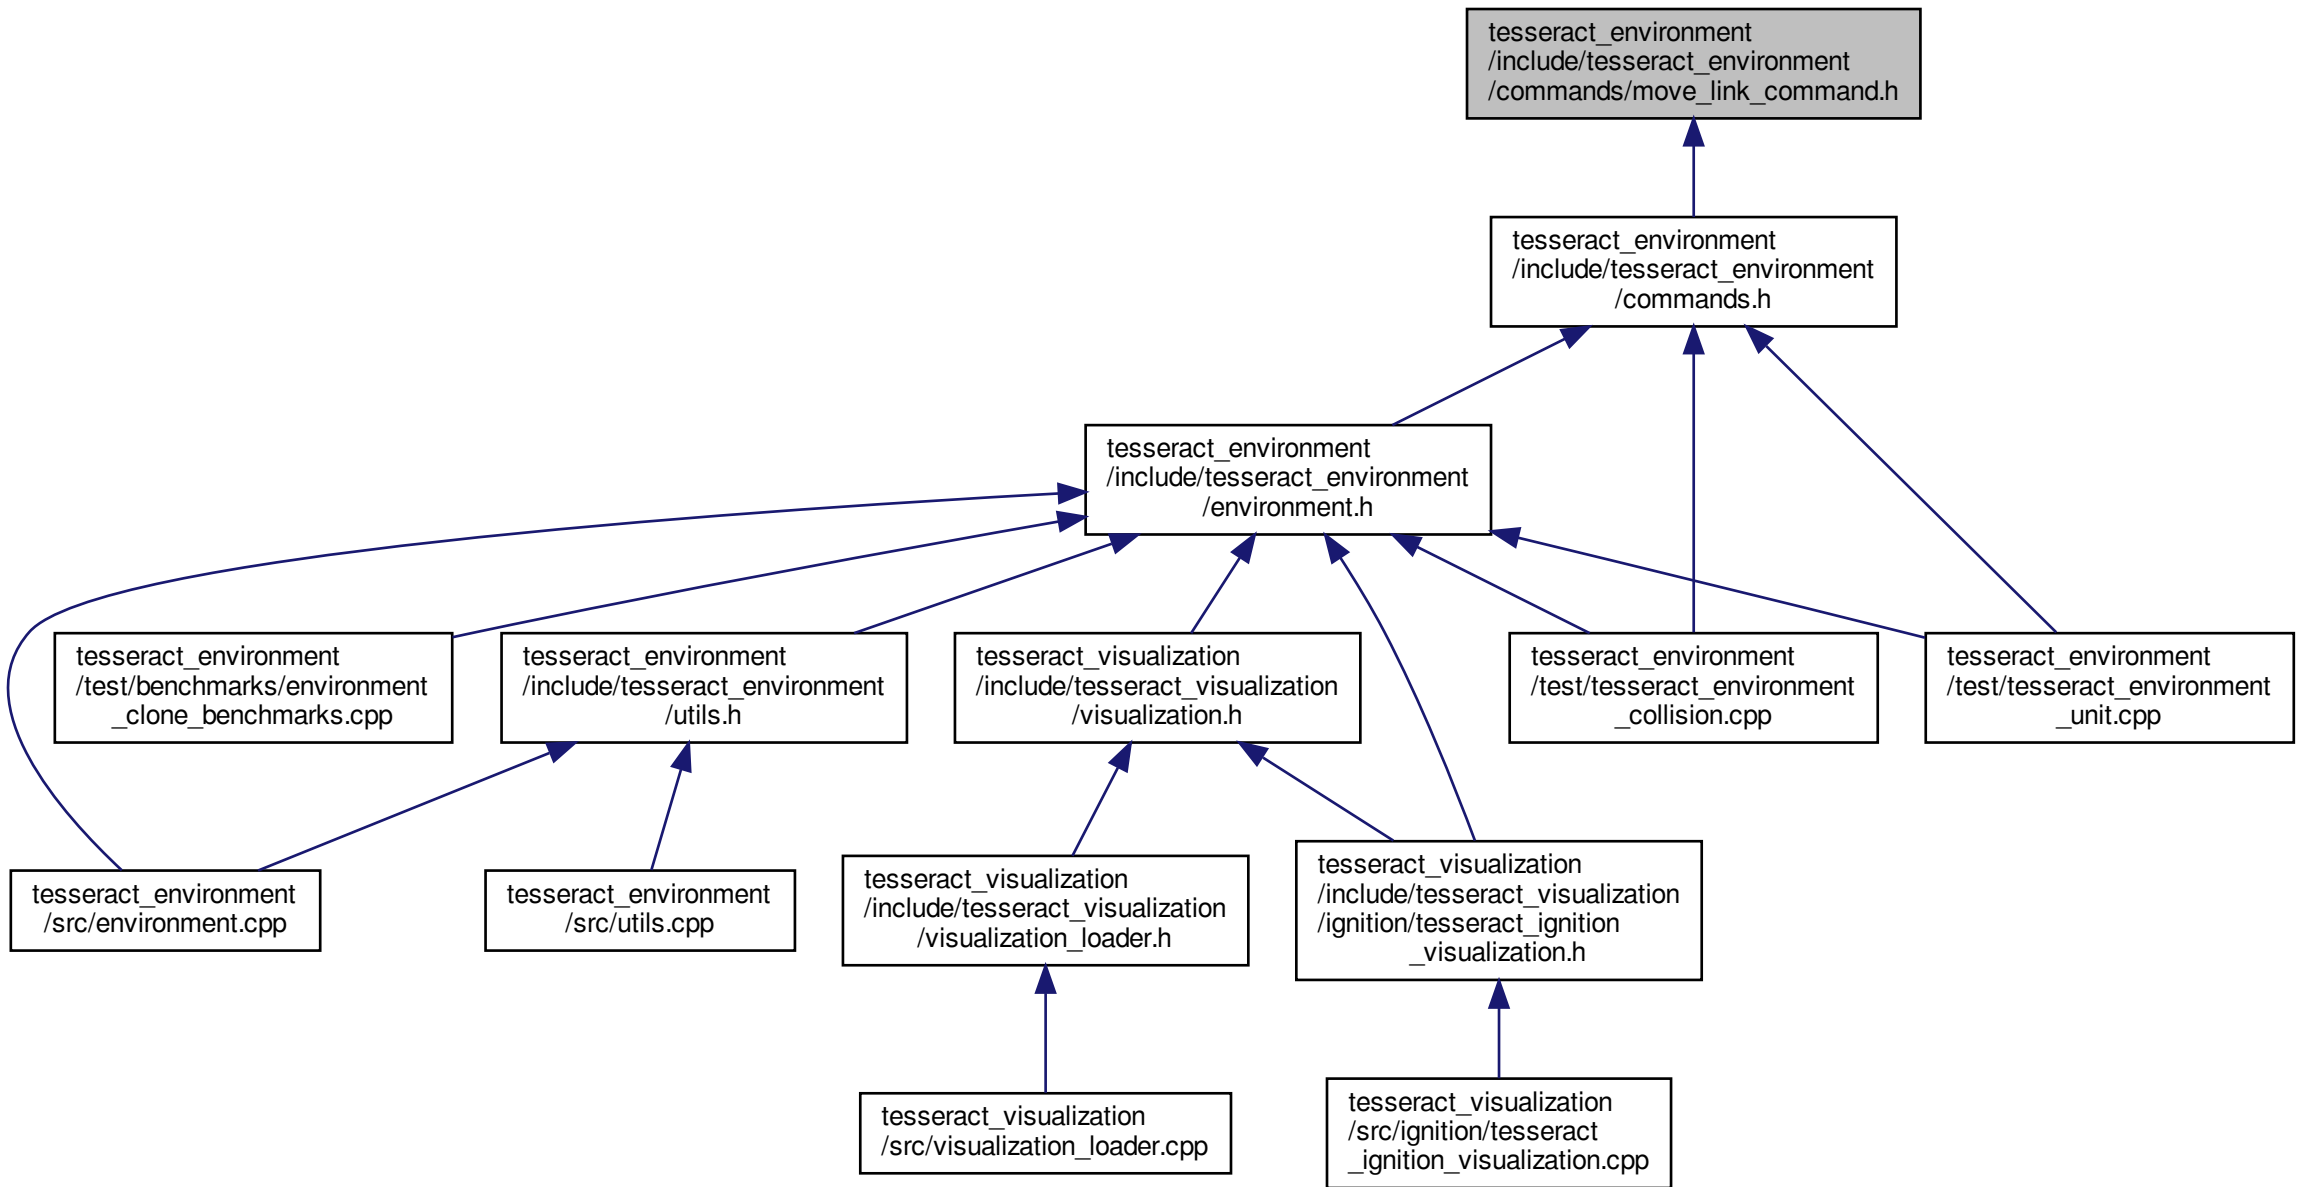 tesseract_environment
/include/tesseract_environment
/commands/move_link_command.h
tesseract_environment
/include/tesseract_environment
/commands.h
tesseract_environment
/include/tesseract_environment
/environment.h
tesseract_environment
/test/benchmarks/environment
_clone_benchmarks.cpp
tesseract_environment
/include/tesseract_environment
/utils.h
tesseract_visualization
/include/tesseract_visualization
/visualization.h
tesseract_environment
/test/tesseract_environment
_collision.cpp
tesseract_environment
/test/tesseract_environment
_unit.cpp
tesseract_environment
/src/environment.cpp
tesseract_environment
/src/utils.cpp
tesseract_visualization
/include/tesseract_visualization
/visualization_loader.h
tesseract_visualization
/include/tesseract_visualization
/ignition/tesseract_ignition
_visualization.h
tesseract_visualization
/src/visualization_loader.cpp
tesseract_visualization
/src/ignition/tesseract
_ignition_visualization.cpp